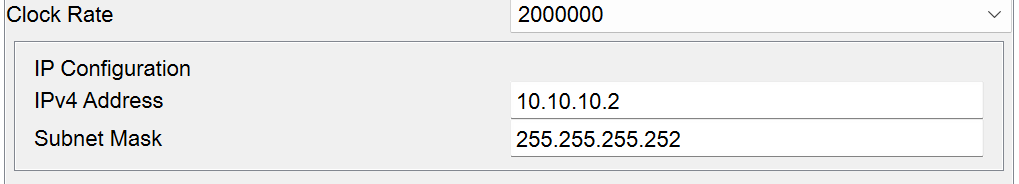 Clock Rate 2000000
IP Configuration
IPv4 Address 10.10.10.2
Subnet Mask 255.255.255.252